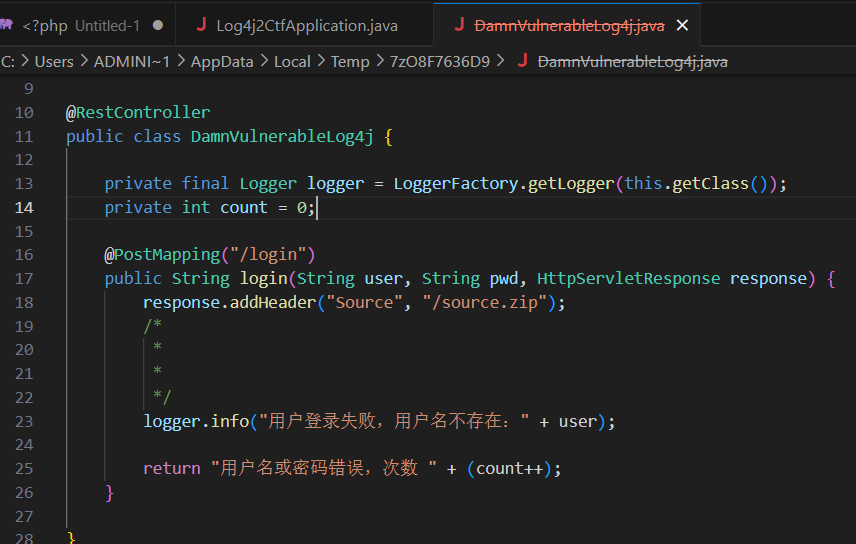 <?php Untitled-1 Log4j2CtfApplication.java DamnVulnerableLog4j.java
C: > Users > ADMINI~1 > AppData > Local > Temp > 7zO8F7636D9 > DamnVulnerableLog4j.java
9
10 @RestController
11 public class DamnVulnerableLog4j {
12
13 private final Logger logger = LoggerFactory.getLogger(this.getClass());
14 private int count = 0;
15
16 @PostMapping("/login")
17 public String login(String user, String pwd, HttpServletResponse response) {
18 response.addHeader("Source", "/source.zip");
19 /*
20 *
21 *
22 */
23 logger.info("用户登录失败，用户名不存在：" + user);
24
25 return "用户名或密码错误，次数 " + (count++);
26 }
27
28 }